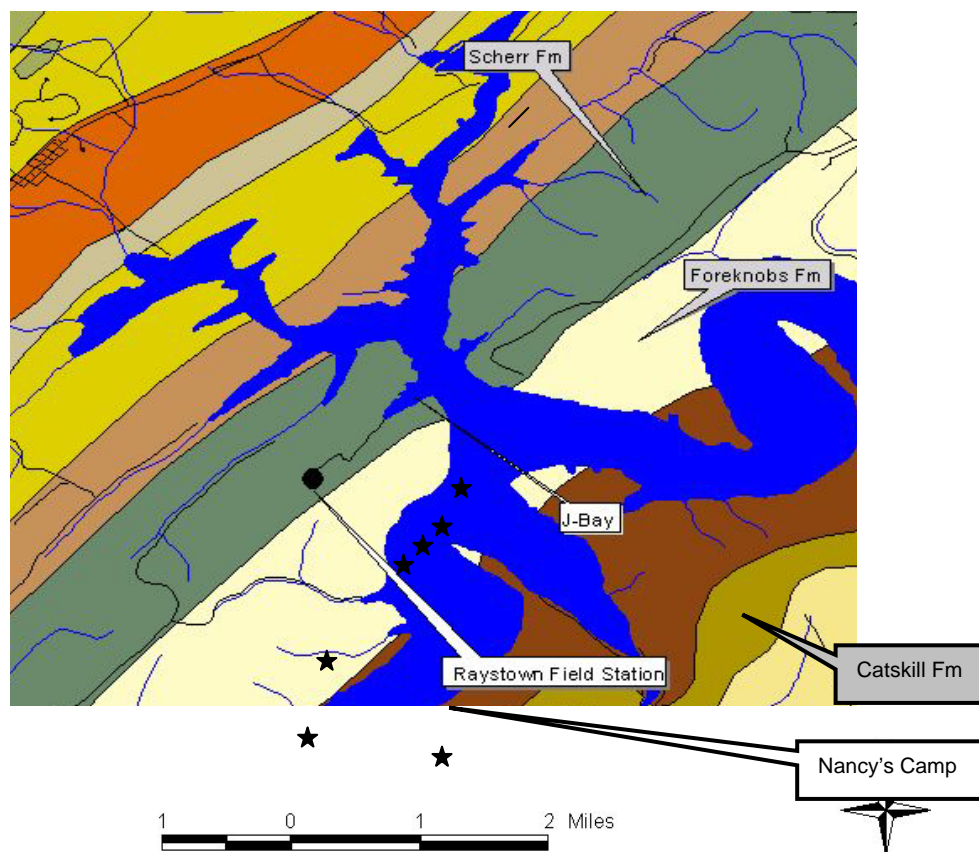 Scherr Fm
Foreknobs Fm
J-Bay
Raystown Field Station
Catskill Fm
Nancy's Camp
1 0 1 2 Miles